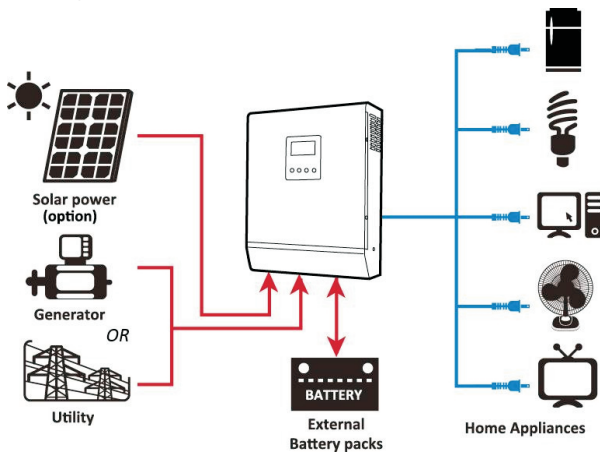 Solar power
(option)
Generator
OR
Utility
BATTERY
External
Battery packs
Home Appliances